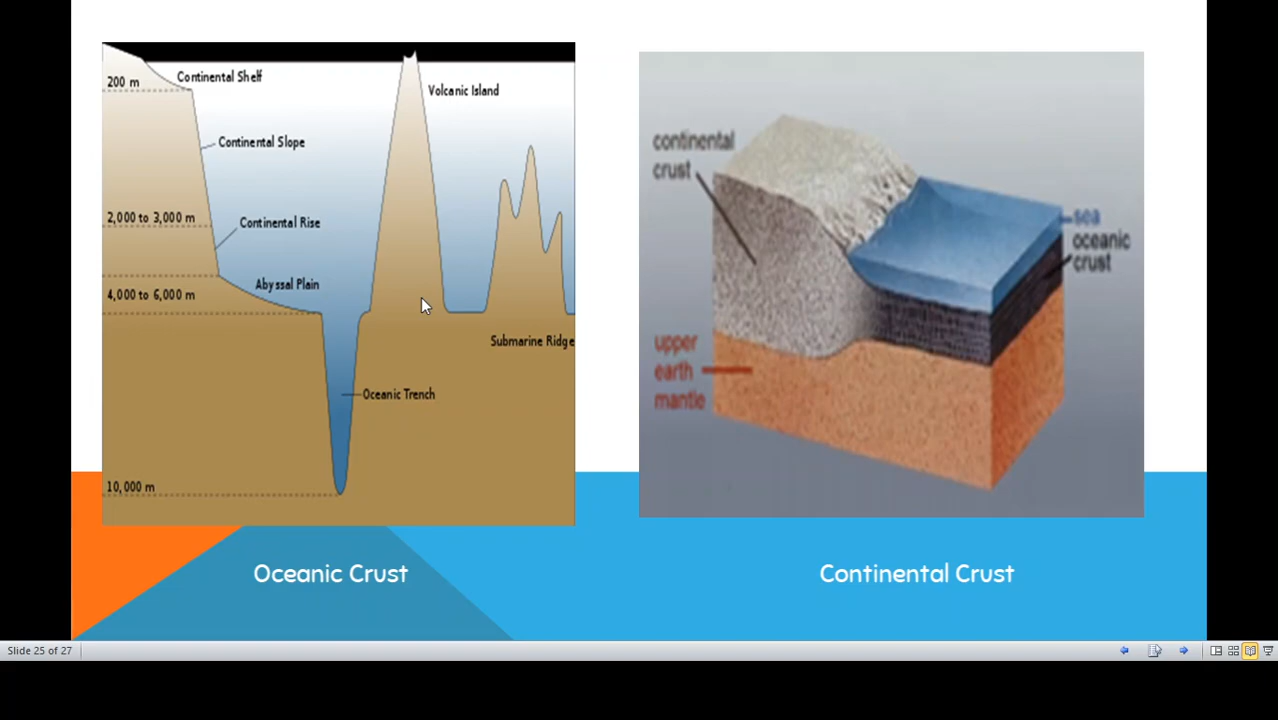 Continental Shelf
200 m
Volcanic Island
Continental Slope
2,000 to 3,000 m
Continental Rise
Abyssal Plain
4,000 to 6,000 m
Submarine Ridge
Oceanic Trench
10,000 m
continental
crust
sea
oceanic
crust
upper
earth
mantle
Oceanic Crust
Continental Crust
Slide 25 of 27